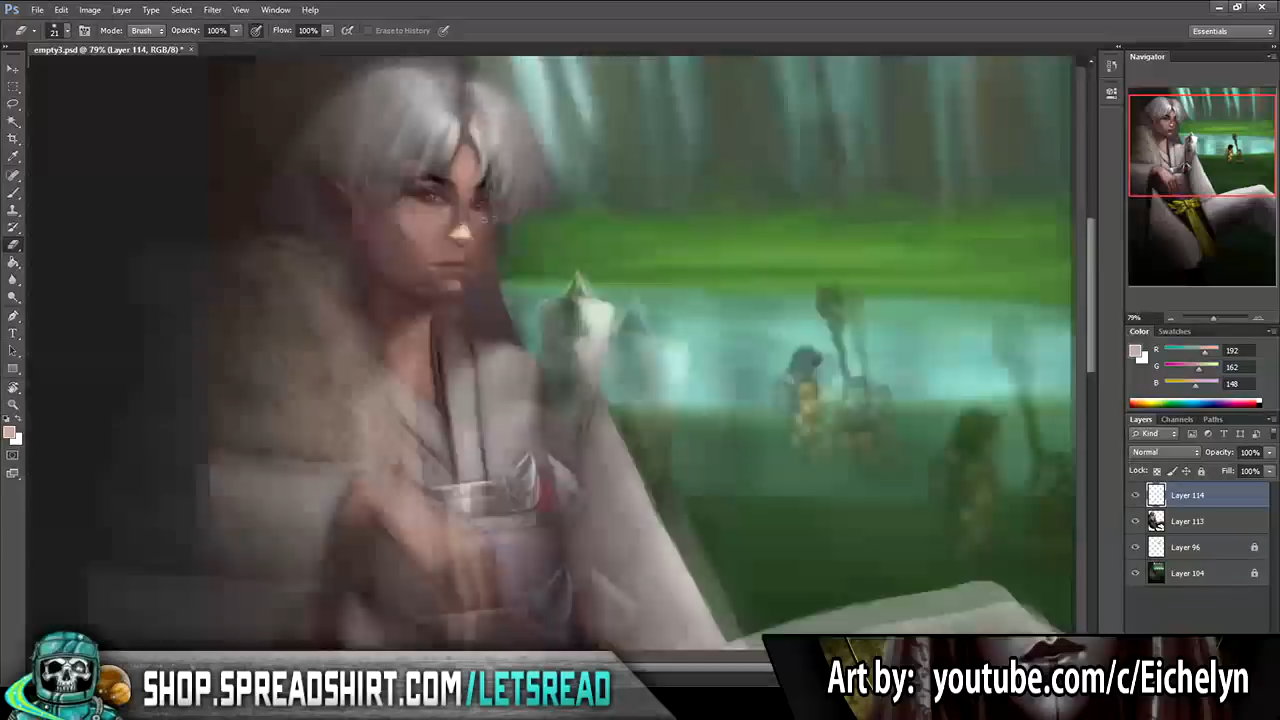 Ps File Edit Image Layer Type Select Filter View Window Help
21 Mode: Brush Opacity: 100% Flow: 100% Erase to History Essentials
empty3.psd @ 79% (Layer 114, RGB/8) * ×
Navigator
79%
Color Swatches
R 192
G 162
B 148
Layers Channels Paths
Kind
Normal Opacity: 100%
Lock: Fill: 100%
Layer 114
Layer 113
Layer 96
Layer 104
SHOP.SPREADSHIRT.COM/LETSREAD
Art by: youtube.com/c/Eichelyn